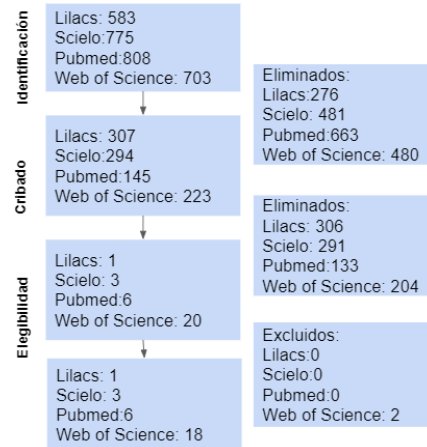 Identificación
Lilacs: 583
Scielo:775
Pubmed:808
Web of Science: 703
Eliminados:
Lilacs:276
Scielo: 481
Pubmed:663
Web of Science: 480
Cribado
Lilacs: 307
Scielo:294
Pubmed:145
Web of Science: 223
Eliminados:
Lilacs: 306
Scielo: 291
Pubmed:133
Web of Science: 204
Elegibilidad
Lilacs: 1
Scielo: 3
Pubmed:6
Web of Science: 20
Excluidos:
Lilacs:0
Scielo:0
Pubmed:0
Web of Science: 2
Lilacs: 1
Scielo: 3
Pubmed:6
Web of Science: 18